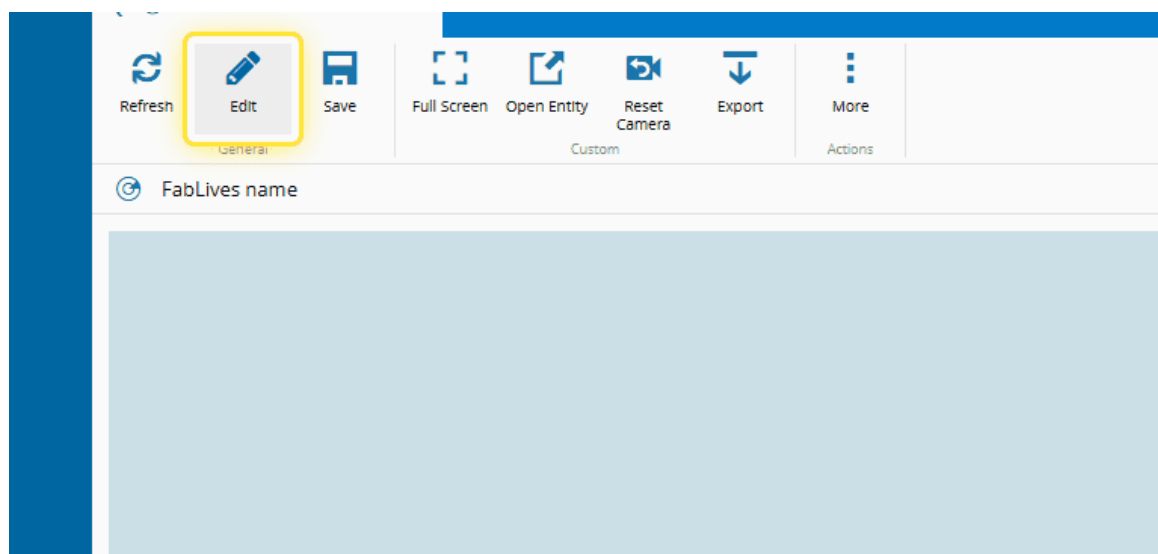 Refresh Edit Save Full Screen Open Entity Reset Camera Export More
General Custom Actions
FabLives name